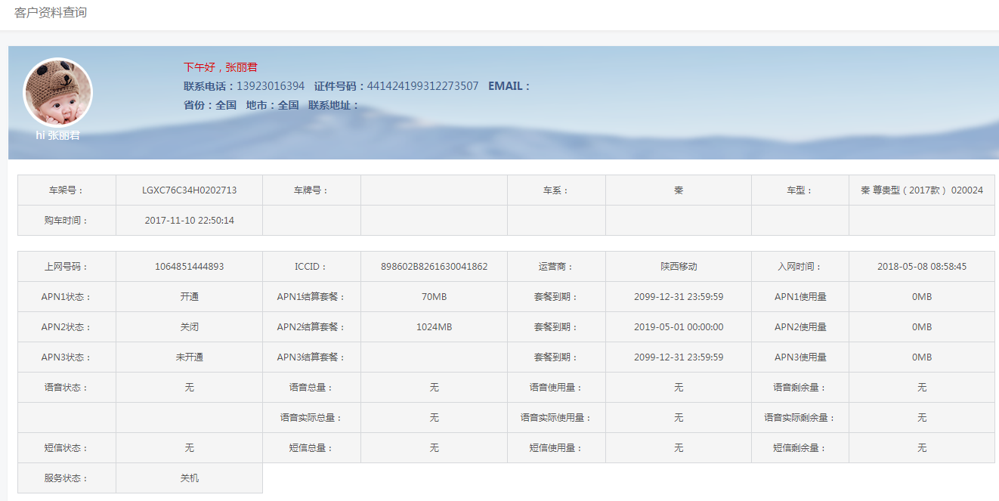 客户资料查询
下午好，张丽君
联系电话：13923016394 证件号码：441424199312273507 EMAIL：
省份：全国 地市：全国 联系地址：
hi 张丽君
车架号： LGXC76C34H0202713 车牌号： 车系： 秦 车型： 秦 尊贵型（2017款） 020024
购车时间： 2017-11-10 22:50:14
上网号码： 1064851444893 ICCID： 898602B8261630041862 运营商： 陕西移动 入网时间： 2018-05-08 08:58:45
APN1状态： 开通 APN1结算套餐： 70MB 套餐到期： 2099-12-31 23:59:59 APN1使用量 0MB
APN2状态： 关闭 APN2结算套餐： 1024MB 套餐到期： 2019-05-01 00:00:00 APN2使用量 0MB
APN3状态： 未开通 APN3结算套餐： 套餐到期： 2099-12-31 23:59:59 APN3使用量 0MB
语音状态： 无 语音总量： 无 语音使用量： 无 语音剩余量： 无
语音实际总量： 无 语音实际使用量： 无 语音实际剩余量： 无
短信状态： 无 短信总量： 无 短信使用量： 无 短信剩余量： 无
服务状态： 关机